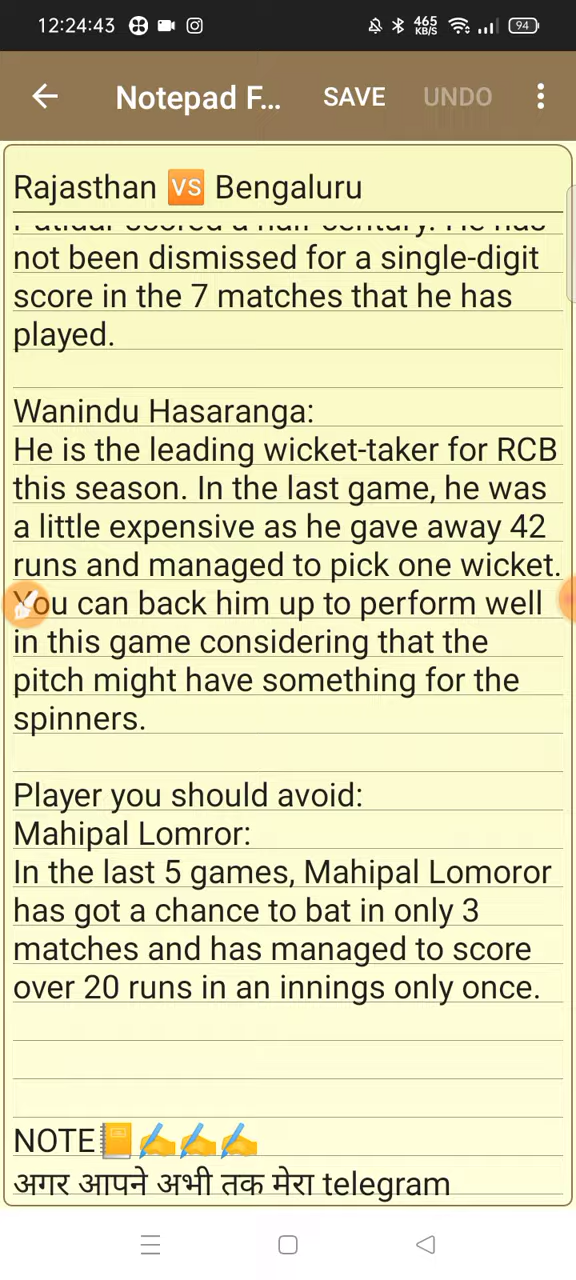 12:24:43 465 KB/S 94
Notepad F... SAVE UNDO
Rajasthan 🆚 Bengaluru
Patidar scored a half-century. He has
not been dismissed for a single-digit
score in the 7 matches that he has
played.
Wanindu Hasaranga:
He is the leading wicket-taker for RCB
this season. In the last game, he was
a little expensive as he gave away 42
runs and managed to pick one wicket.
You can back him up to perform well
in this game considering that the
pitch might have something for the
spinners.
Player you should avoid:
Mahipal Lomror:
In the last 5 games, Mahipal Lomoror
has got a chance to bat in only 3
matches and has managed to score
over 20 runs in an innings only once.
NOTE📒✍️✍️✍️
अगर आपने अभी तक मेरा telegram